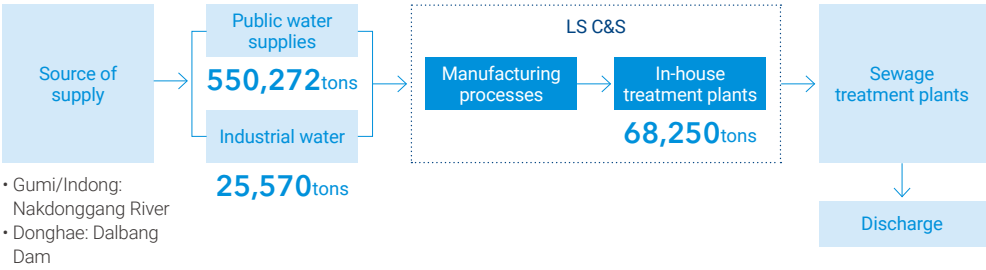 Source of
supply
• Gumi/Indong:
Nakdonggang River
• Donghae: Dalbang
Dam
Public water
supplies
550,272tons
Industrial water
25,570tons
LS C&S
Manufacturing
processes
In-house
treatment plants
68,250tons
Sewage
treatment plants
Discharge